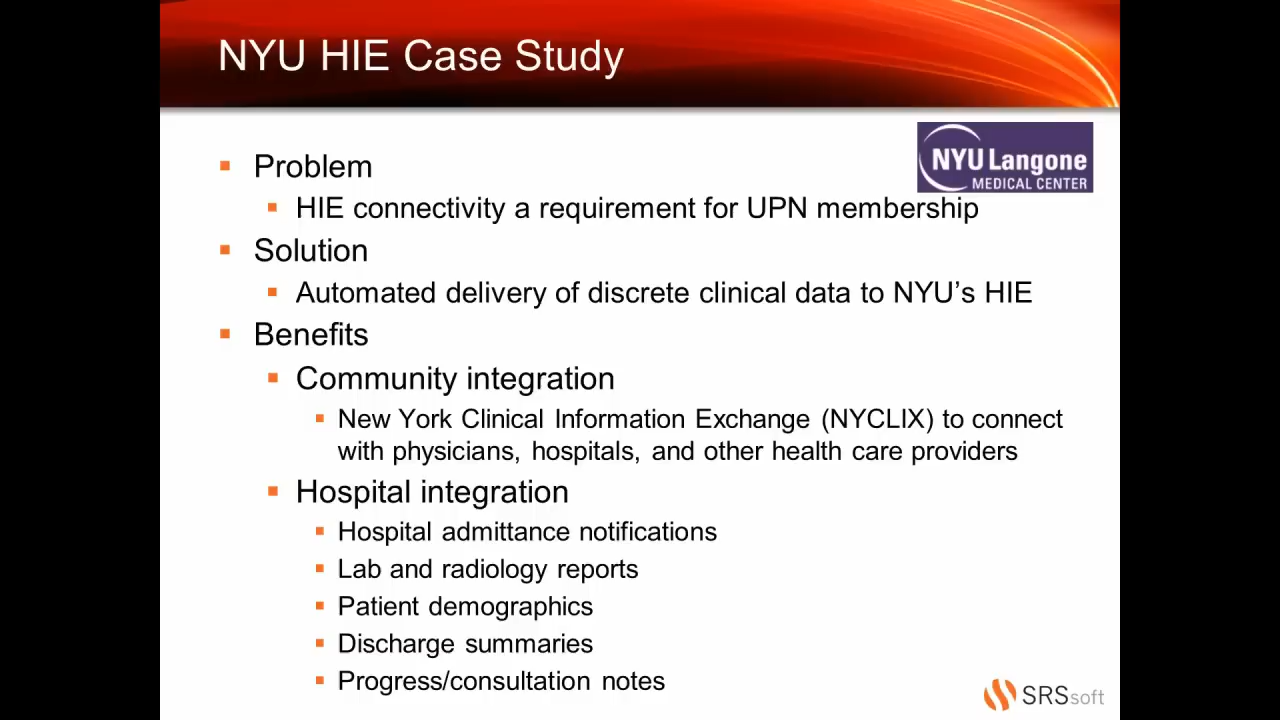 NYU HIE Case Study
NYU Langone
MEDICAL CENTER
Problem
HIE connectivity a requirement for UPN membership
Solution
Automated delivery of discrete clinical data to NYU’s HIE
Benefits
Community integration
New York Clinical Information Exchange (NYCLIX) to connect
with physicians, hospitals, and other health care providers
Hospital integration
Hospital admittance notifications
Lab and radiology reports
Patient demographics
Discharge summaries
Progress/consultation notes
SRSsoft